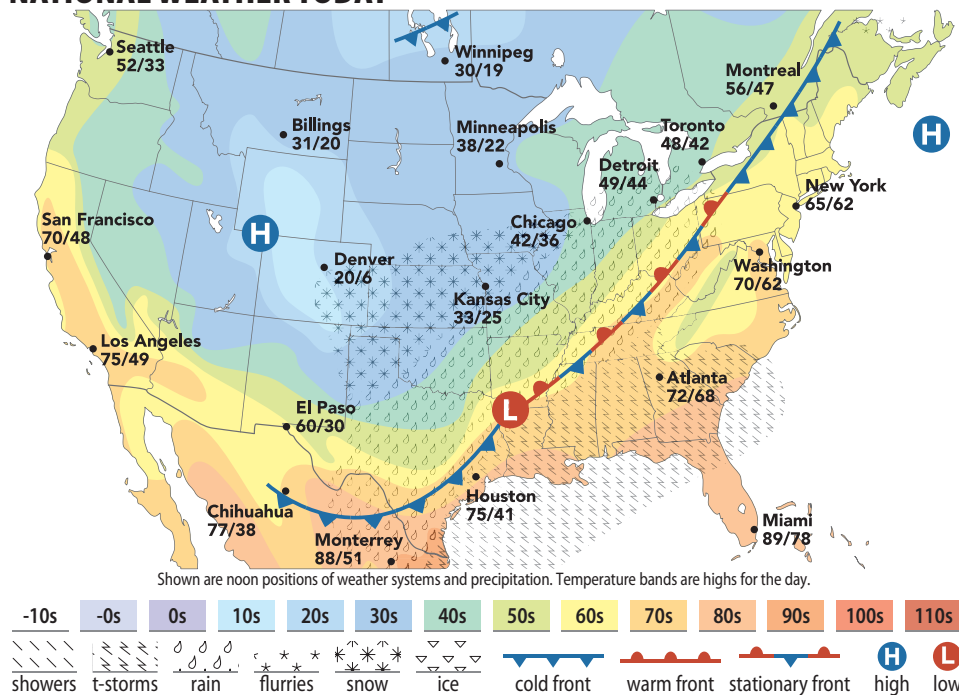 NATIONAL WEATHER TODAY
Seattle
52/33
Winnipeg
30/19
Montreal
56/47
Billings
31/20
Minneapolis
38/22
Toronto
48/42
H
Detroit
49/44
New York
65/62
San Francisco
70/48
H
Chicago
42/36
Denver
20/6
Washington
70/62
Kansas City
33/25
Los Angeles
75/49
Atlanta
72/68
El Paso
60/30
L
Houston
75/41
Chihuahua
77/38
Miami
89/78
Monterrey
88/51
Shown are noon positions of weather systems and precipitation. Temperature bands are highs for the day.
-10s -0s 0s 10s 20s 30s 40s 50s 60s 70s 80s 90s 100s 110s
H L
showers t-storms rain flurries snow ice cold front warm front stationary front high low